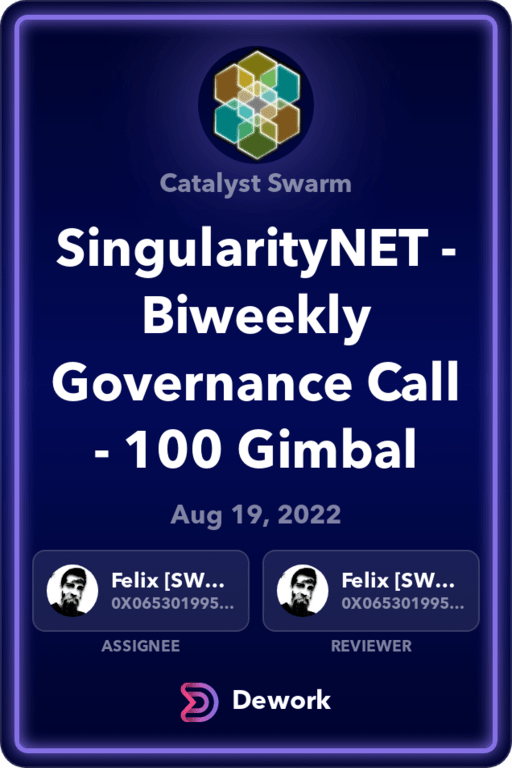 Catalyst Swarm
SingularityNET -
Biweekly
Governance Call
- 100 Gimbal
Aug 19, 2022
Felix [SW...
0X065301995...
ASSIGNEE
Felix [SW...
0X065301995...
REVIEWER
Dework